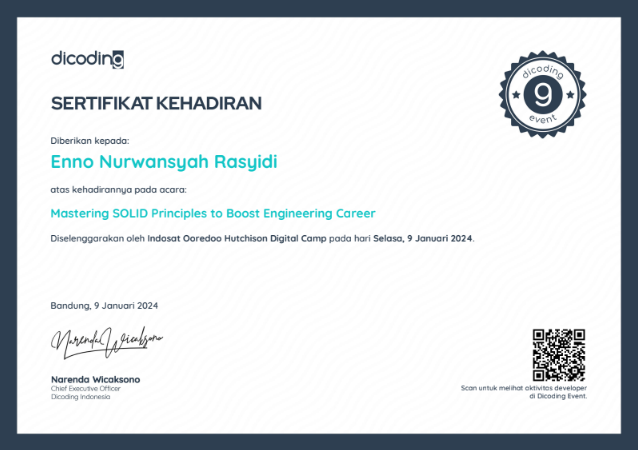 dicoding
SERTIFIKAT KEHADIRAN
dicoding
9
event
Diberikan kepada:
Enno Nurwansyah Rasyidi
atas kehadirannya pada acara:
Mastering SOLID Principles to Boost Engineering Career
Diselenggarakan oleh Indosat Ooredoo Hutchison Digital Camp pada hari Selasa, 9 Januari 2024.
Bandung, 9 Januari 2024
Narenda Wicaksono
Narenda Wicaksono
Chief Executive Officer
Dicoding Indonesia
Scan untuk melihat aktivitas developer
di Dicoding Event.